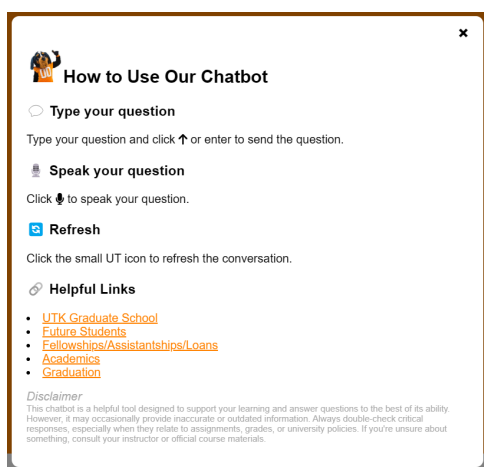 How to Use Our Chatbot
Type your question
Type your question and click ↑ or enter to send the question.
Speak your question
Click to speak your question.
Refresh
Click the small UT icon to refresh the conversation.
Helpful Links
UTK Graduate School
Future Students
Fellowships/Assistantships/Loans
Academics
Graduation
Disclaimer
This chatbot is a helpful tool designed to support your learning and answer questions to the best of its ability.
However, it may occasionally provide inaccurate or outdated information. Always double-check critical
responses, especially when they relate to assignments, grades, or university policies. If you're unsure about
something, consult your instructor or official course materials.